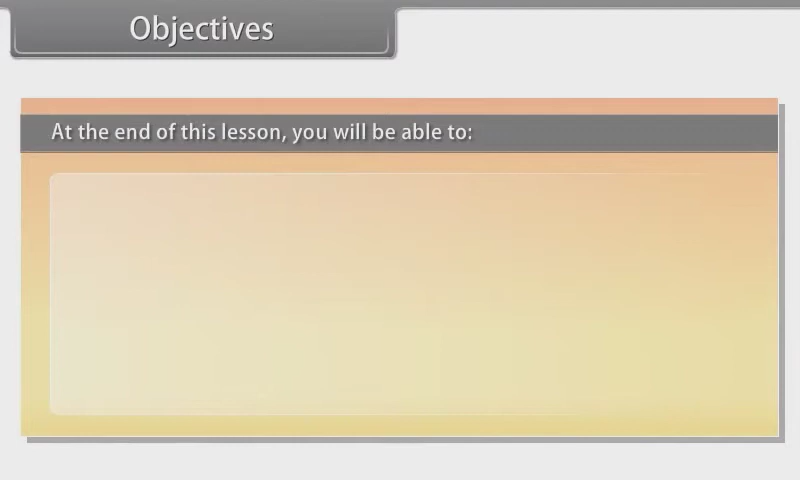 Objectives
At the end of this lesson, you will be able to: